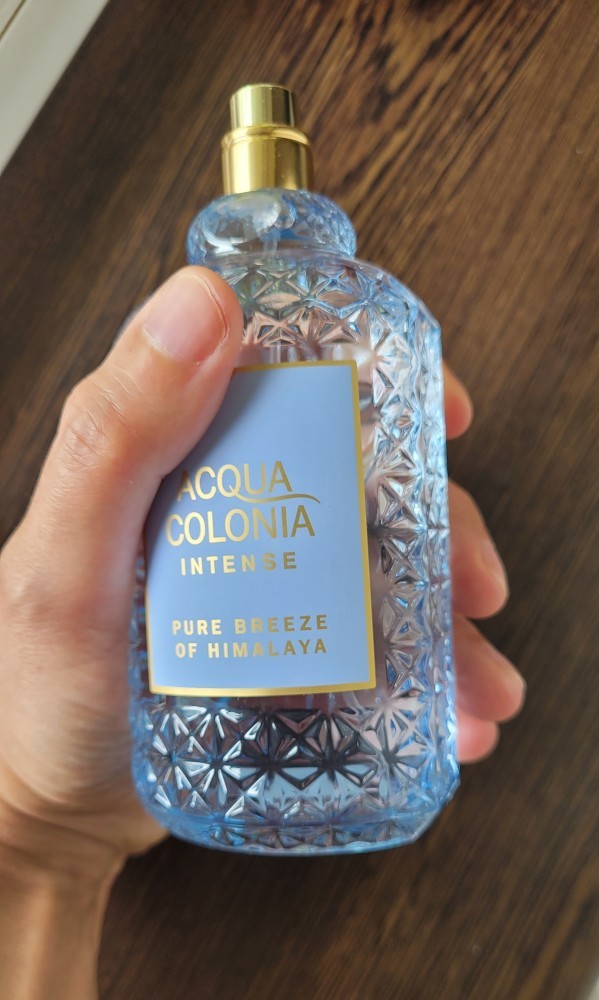 ACQUA
COLONIA
INTENSE
PURE BREEZE
OF HIMALAYA